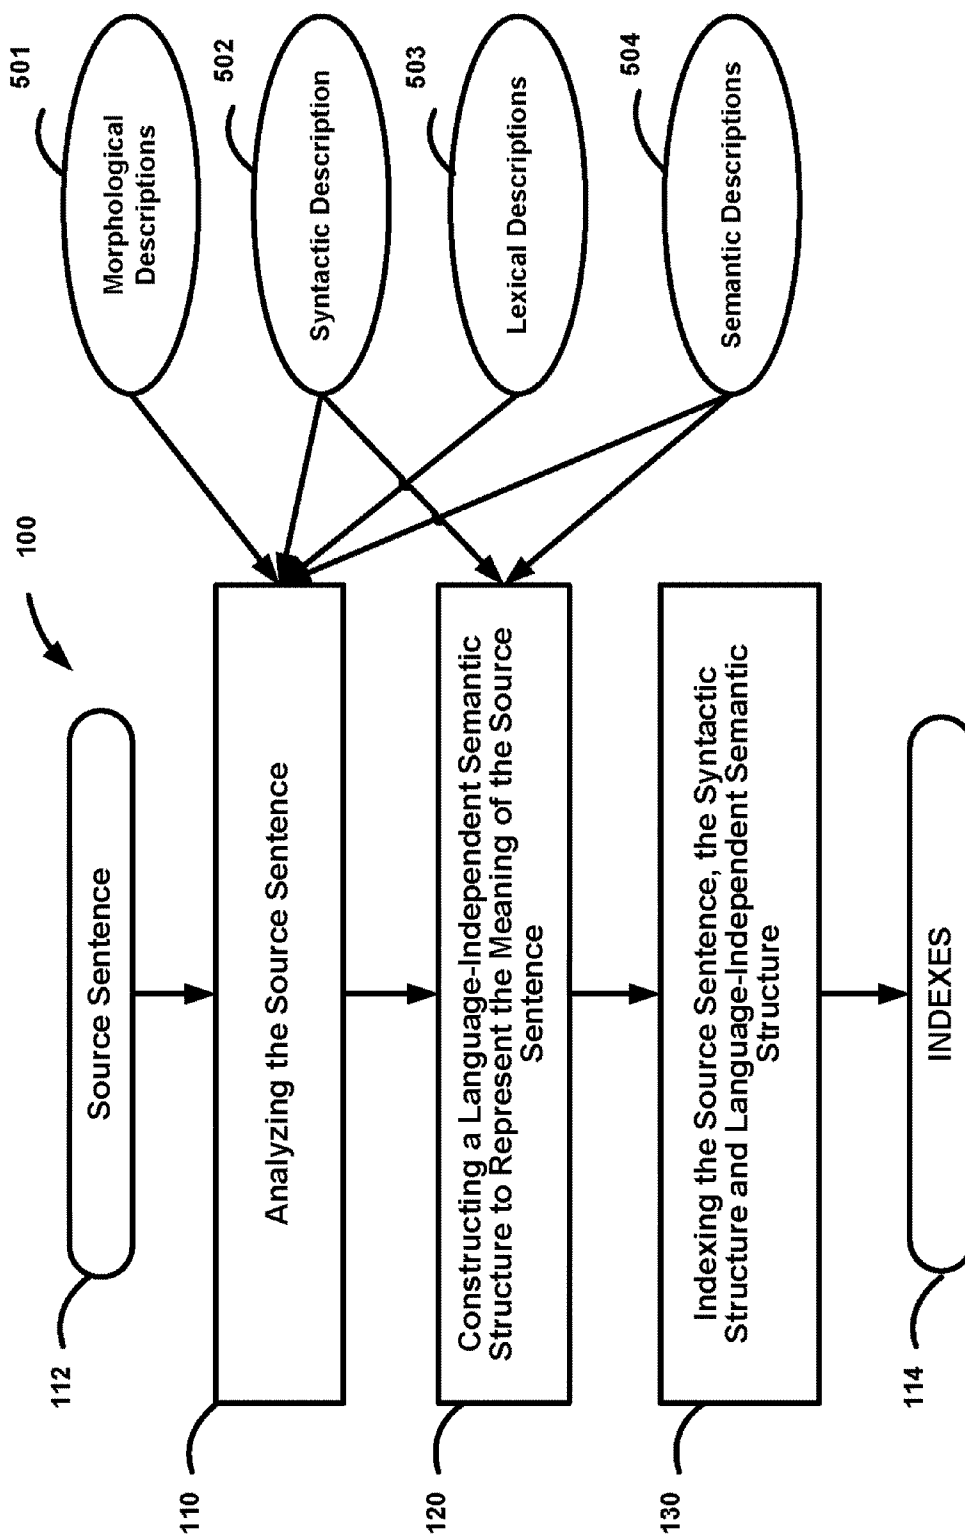 100
112
Source Sentence
501
Morphological
Descriptions
110
Analyzing the Source Sentence
502
Syntactic Description
120
Constructing a Language-Independent Semantic
Structure to Represent the Meaning of the Source
Sentence
503
Lexical Descriptions
130
Indexing the Source Sentence, the Syntactic
Structure and Language-Independent Semantic
Structure
504
Semantic Descriptions
114
INDEXES